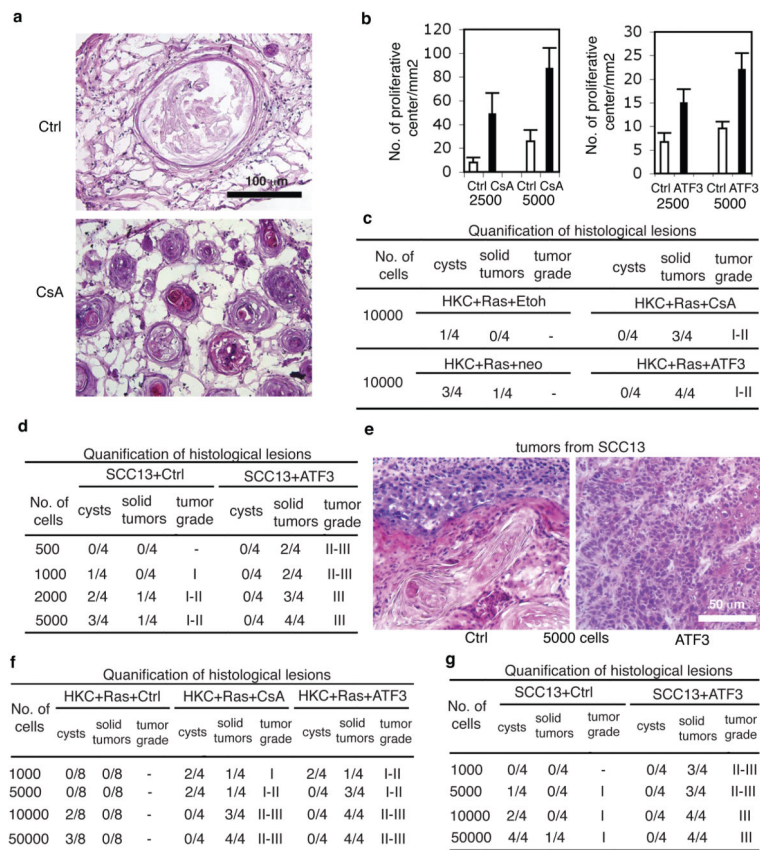 a
Ctrl
100 um
CsA
b
No. of proliferative
center/mm2
120
100
80
60
40
20
0
Ctrl CsA Ctrl CsA
2500 5000
No. of proliferative
center/mm2
30
25
20
15
10
5
0
Ctrl ATF3 Ctrl ATF3
2500 5000
c
Quanification of histological lesions
No. of cells cysts solid tumors tumor grade cysts solid tumors tumor grade
HKC+Ras+Etoh HKC+Ras+CsA
10000 1/4 0/4 - 0/4 3/4 I-II
HKC+Ras+neo HKC+Ras+ATF3
10000 3/4 1/4 - 0/4 4/4 I-II
d
Quanification of histological lesions
SCC13+Ctrl SCC13+ATF3
No. of cells cysts solid tumors tumor grade cysts solid tumors tumor grade
500 0/4 0/4 - 0/4 2/4 II-III
1000 1/4 0/4 I 0/4 2/4 II-III
2000 2/4 1/4 I-II 0/4 3/4 III
5000 3/4 1/4 I-II 0/4 4/4 III
e
tumors from SCC13
50 um
Ctrl 5000 cells ATF3
f
Quanification of histological lesions
HKC+Ras+Ctrl HKC+Ras+CsA HKC+Ras+ATF3
No. of cells cysts solid tumors tumor grade cysts solid tumors tumor grade cysts solid tumors tumor grade
1000 0/8 0/8 - 2/4 1/4 I 2/4 1/4 I-II
5000 0/8 0/8 - 2/4 1/4 I-II 0/4 3/4 I-II
10000 2/8 0/8 - 0/4 3/4 II-III 0/4 4/4 II-III
50000 3/8 0/8 - 0/4 4/4 II-III 0/4 4/4 II-III
g
Quanification of histological lesions
SCC13+Ctrl SCC13+ATF3
No. of cells cysts solid tumors tumor grade cysts solid tumors tumor grade
1000 0/4 0/4 - 0/4 3/4 II-III
5000 1/4 0/4 I 0/4 3/4 II-III
10000 2/4 0/4 I 0/4 4/4 III
50000 4/4 1/4 I 0/4 4/4 III